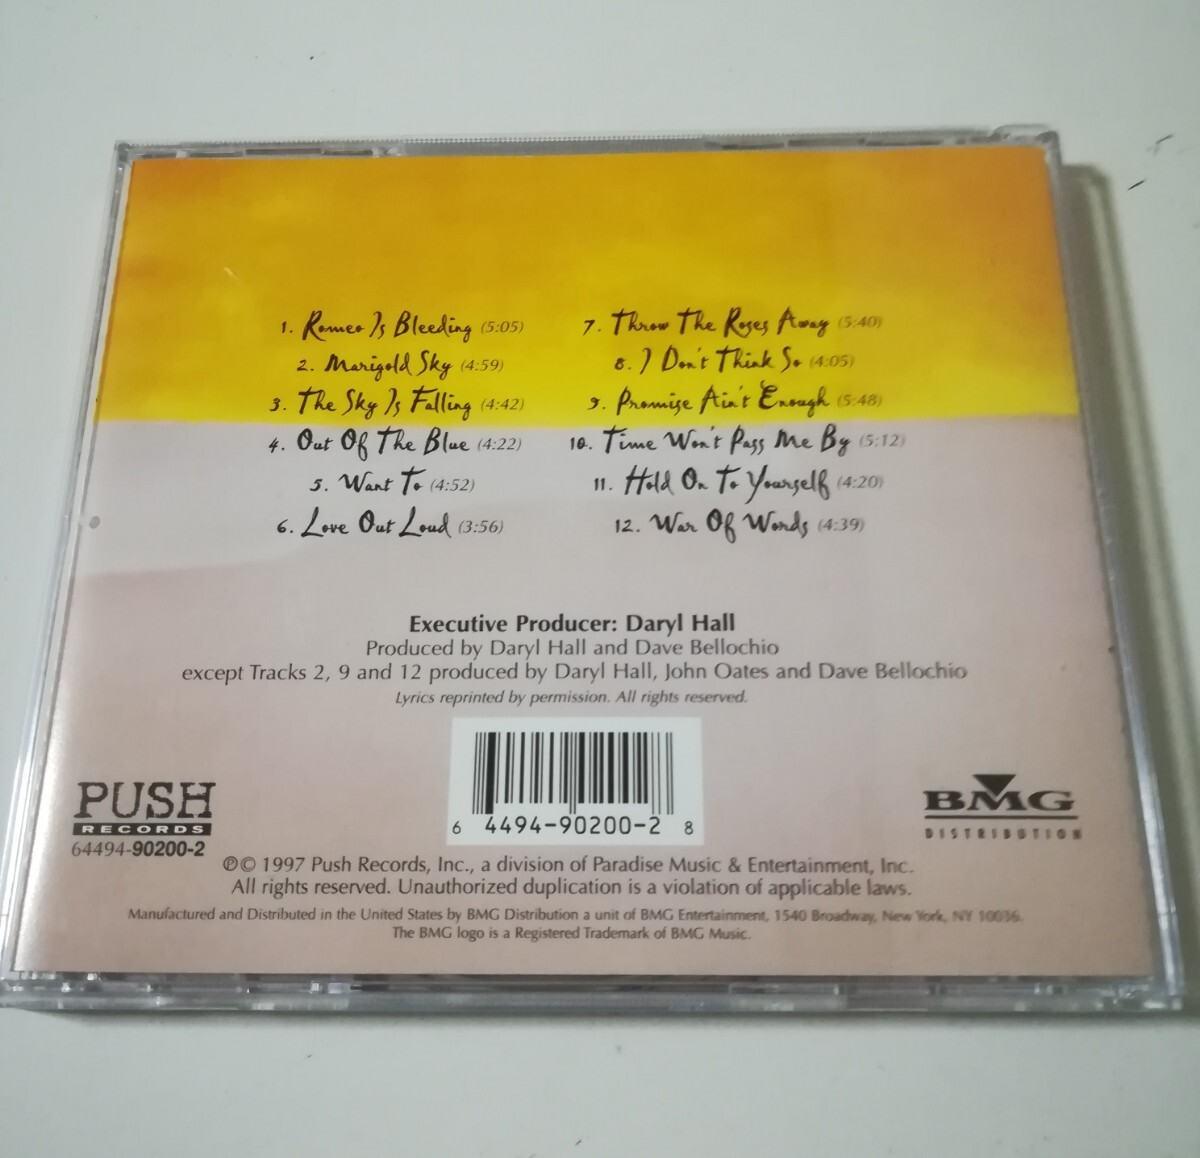 1. Romeo Is Bleeding (5:05)
2. Marigold Sky (4:59)
3. The Sky Is Falling (4:42)
4. Out Of The Blue (4:22)
5. Want To (4:52)
6. Love Out Loud (3:56)
7. Throw The Roses Away (5:40)
8. I Don't Think So (4:05)
9. Promise Ain't Enough (5:48)
10. Time Won't Pass Me By (5:12)
11. Hold On To Yourself (4:20)
12. War Of Words (4:39)
Executive Producer: Daryl Hall
Produced by Daryl Hall and Dave Bellochio
except Tracks 2, 9 and 12 produced by Daryl Hall, John Oates and Dave Bellochio
Lyrics reprinted by permission. All rights reserved.
PUSH
RECORDS
64494-90200-2
6 4494-90200-2 8
BMG
DISTRIBUTION
℗© 1997 Push Records, Inc., a division of Paradise Music & Entertainment, Inc.
All rights reserved. Unauthorized duplication is a violation of applicable laws.
Manufactured and Distributed in the United States by BMG Distribution a unit of BMG Entertainment, 1540 Broadway, New York, NY 10036.
The BMG logo is a Registered Trademark of BMG Music.